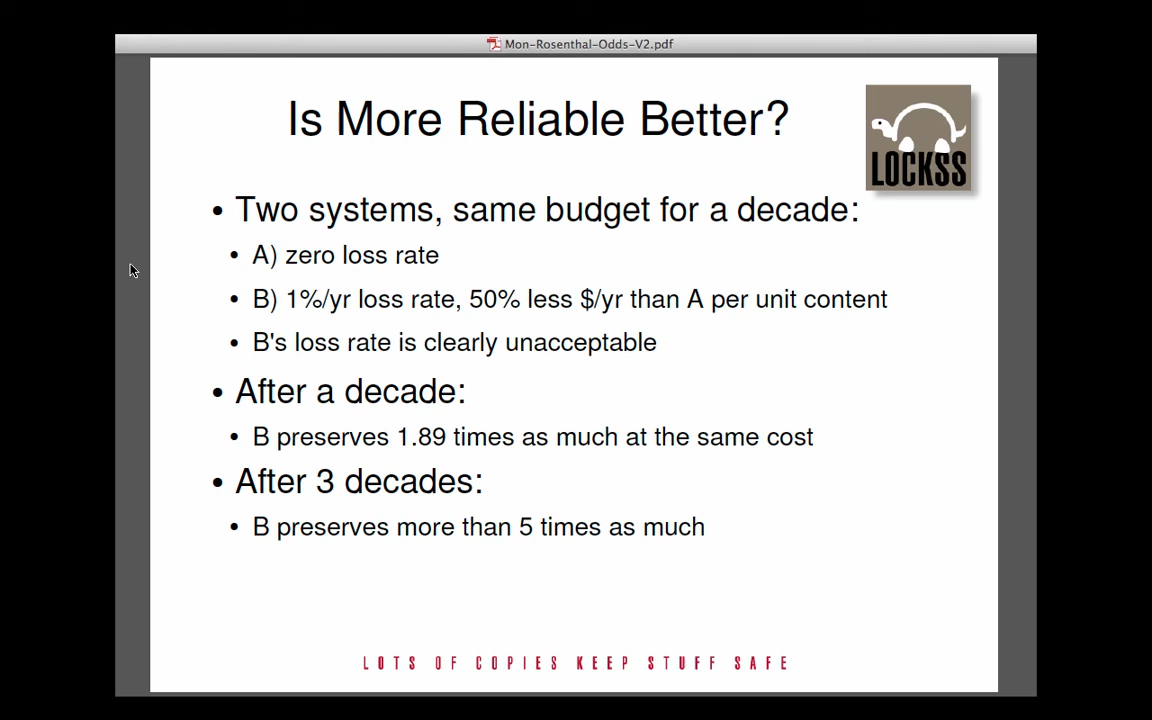 Mon-Rosenthal-Odds-V2.pdf
Is More Reliable Better?
LOCKSS
• Two systems, same budget for a decade:
• A) zero loss rate
• B) 1%/yr loss rate, 50% less $/yr than A per unit content
• B's loss rate is clearly unacceptable
• After a decade:
• B preserves 1.89 times as much at the same cost
• After 3 decades:
• B preserves more than 5 times as much
LOTS OF COPIES KEEP STUFF SAFE